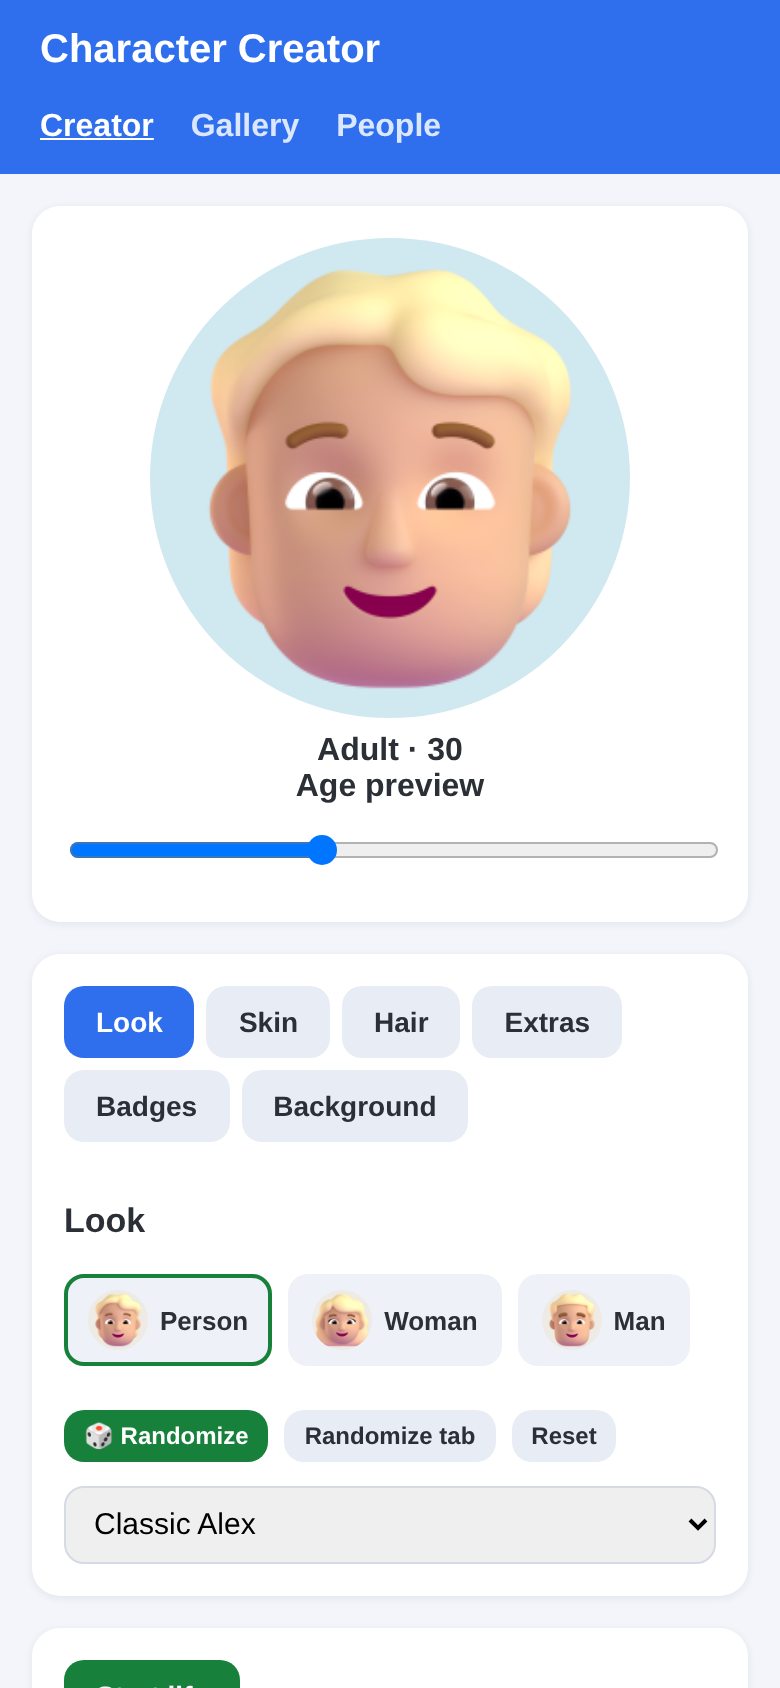 Character Creator
Creator Gallery People
Adult · 30
Age preview
Look Skin Hair Extras
Badges Background
Look
Person Woman Man
Randomize Randomize tab Reset
Classic Alex